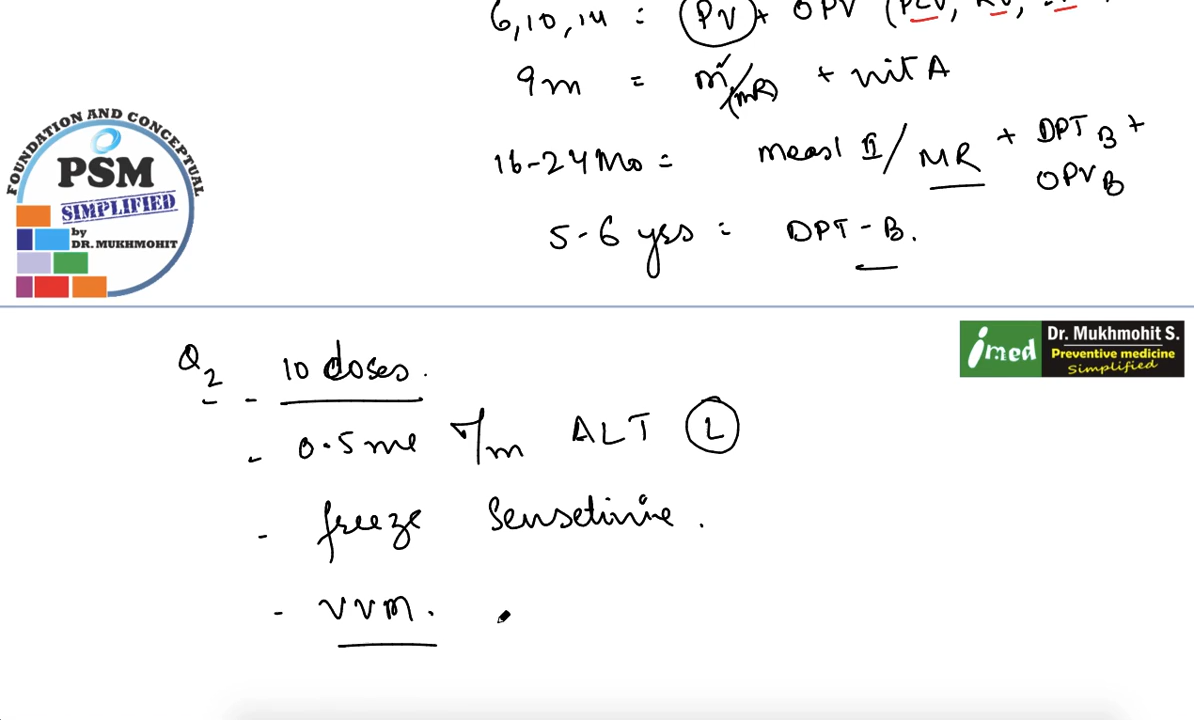 6, 10, 14 = PV + OPV (PCV, RV,
9m = m/(MR) + vit A
16-24 Mo = measl II/ MR + DPT B +
OPV B
5-6 yrs = DPT - B.
FOUNDATION AND CONCEPTUAL
PSM
SIMPLIFIED
by
DR. MUKHMOHIT
imed
Dr. Mukhmohit S.
Preventive medicine
Simplified
Q2 - 10 doses.
- 0.5 ml I/m ALT L
- freeze
- VVM.